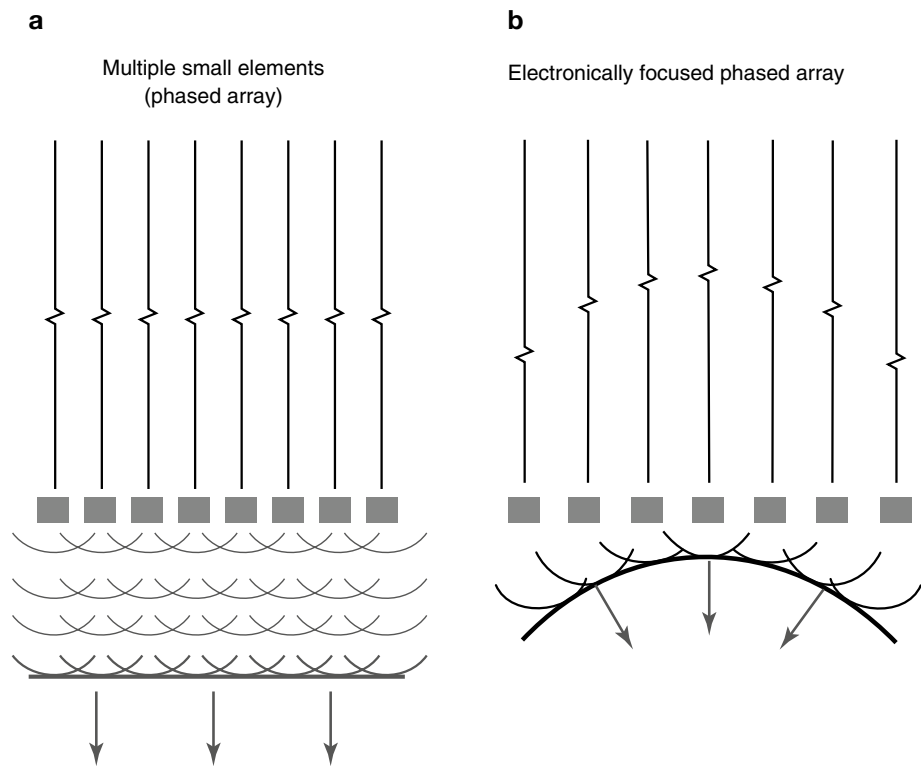 a
Multiple small elements
(phased array)
b
Electronically focused phased array